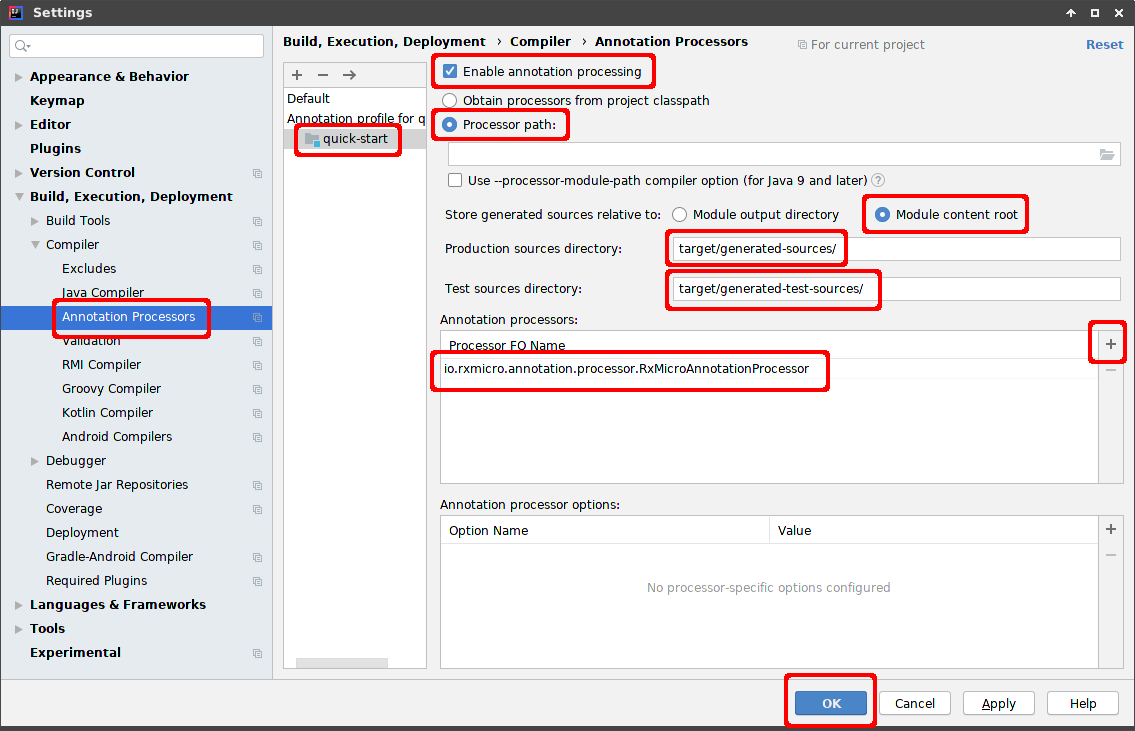 Settings
Build, Execution, Deployment › Compiler › Annotation Processors
For current project
Reset
Appearance & Behavior
Keymap
Editor
Plugins
Version Control
Build, Execution, Deployment
Build Tools
Compiler
Excludes
Java Compiler
Annotation Processors
Validation
RMI Compiler
Groovy Compiler
Kotlin Compiler
Android Compilers
Debugger
Remote Jar Repositories
Coverage
Deployment
Gradle-Android Compiler
Required Plugins
Languages & Frameworks
Tools
Experimental
Default
Annotation profile for q
quick-start
Enable annotation processing
Obtain processors from project classpath
Processor path:
Use --processor-module-path compiler option (for Java 9 and later) ?
Store generated sources relative to: Module output directory Module content root
Production sources directory: target/generated-sources/
Test sources directory: target/generated-test-sources/
Annotation processors:
Processor FQ Name
io.rxmicro.annotation.processor.RxMicroAnnotationProcessor
Annotation processor options:
Option Name Value
No processor-specific options configured
OK Cancel Apply Help